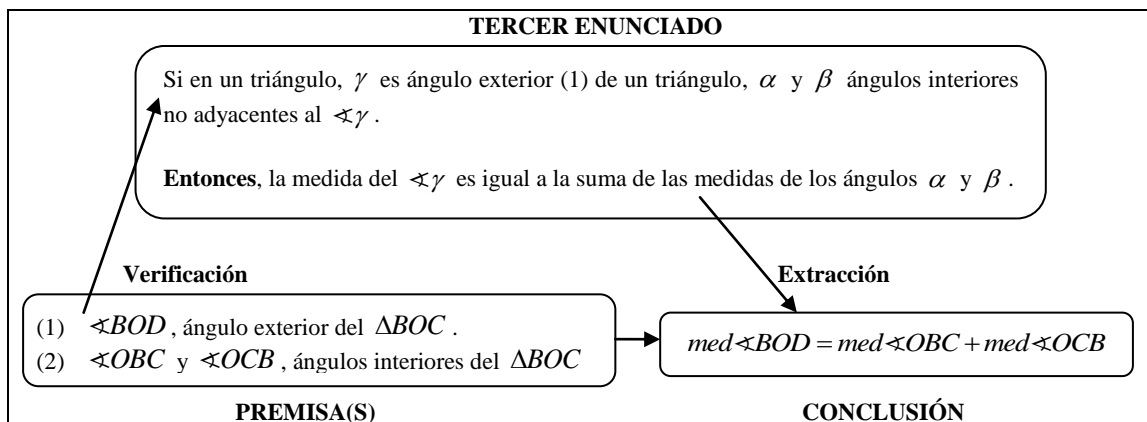 TERCER ENUNCIADO
Si en un triángulo, γ es ángulo exterior (1) de un triángulo, α y β ángulos interiores
no adyacentes al ∢γ.
Entonces, la medida del ∢γ es igual a la suma de las medidas de los ángulos α y β.
Verificación
Extracción
(1) ∢BOD, ángulo exterior del ΔBOC.
(2) ∢OBC y ∢OCB, ángulos interiores del ΔBOC
med∢BOD = med∢OBC + med∢OCB
PREMISA(S)
CONCLUSIÓN